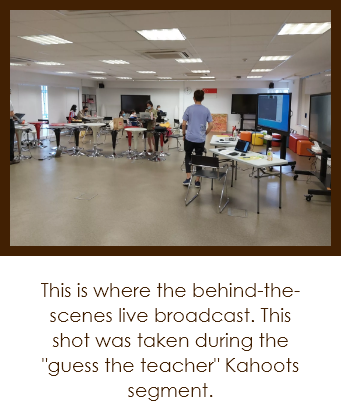 This is where the behind-the-
scenes live broadcast. This
shot was taken during the
"guess the teacher" Kahoots
segment.